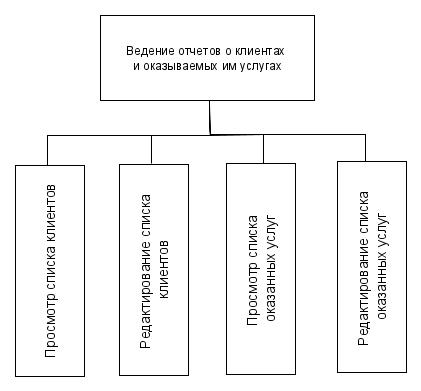 Ведение отчетов о клиентах
и оказываемых им услугах
Просмотр списка клиентов
Редактирование списка
клиентов
Просмотр списка
оказанных услуг
Редактирование списка
оказанных услуг